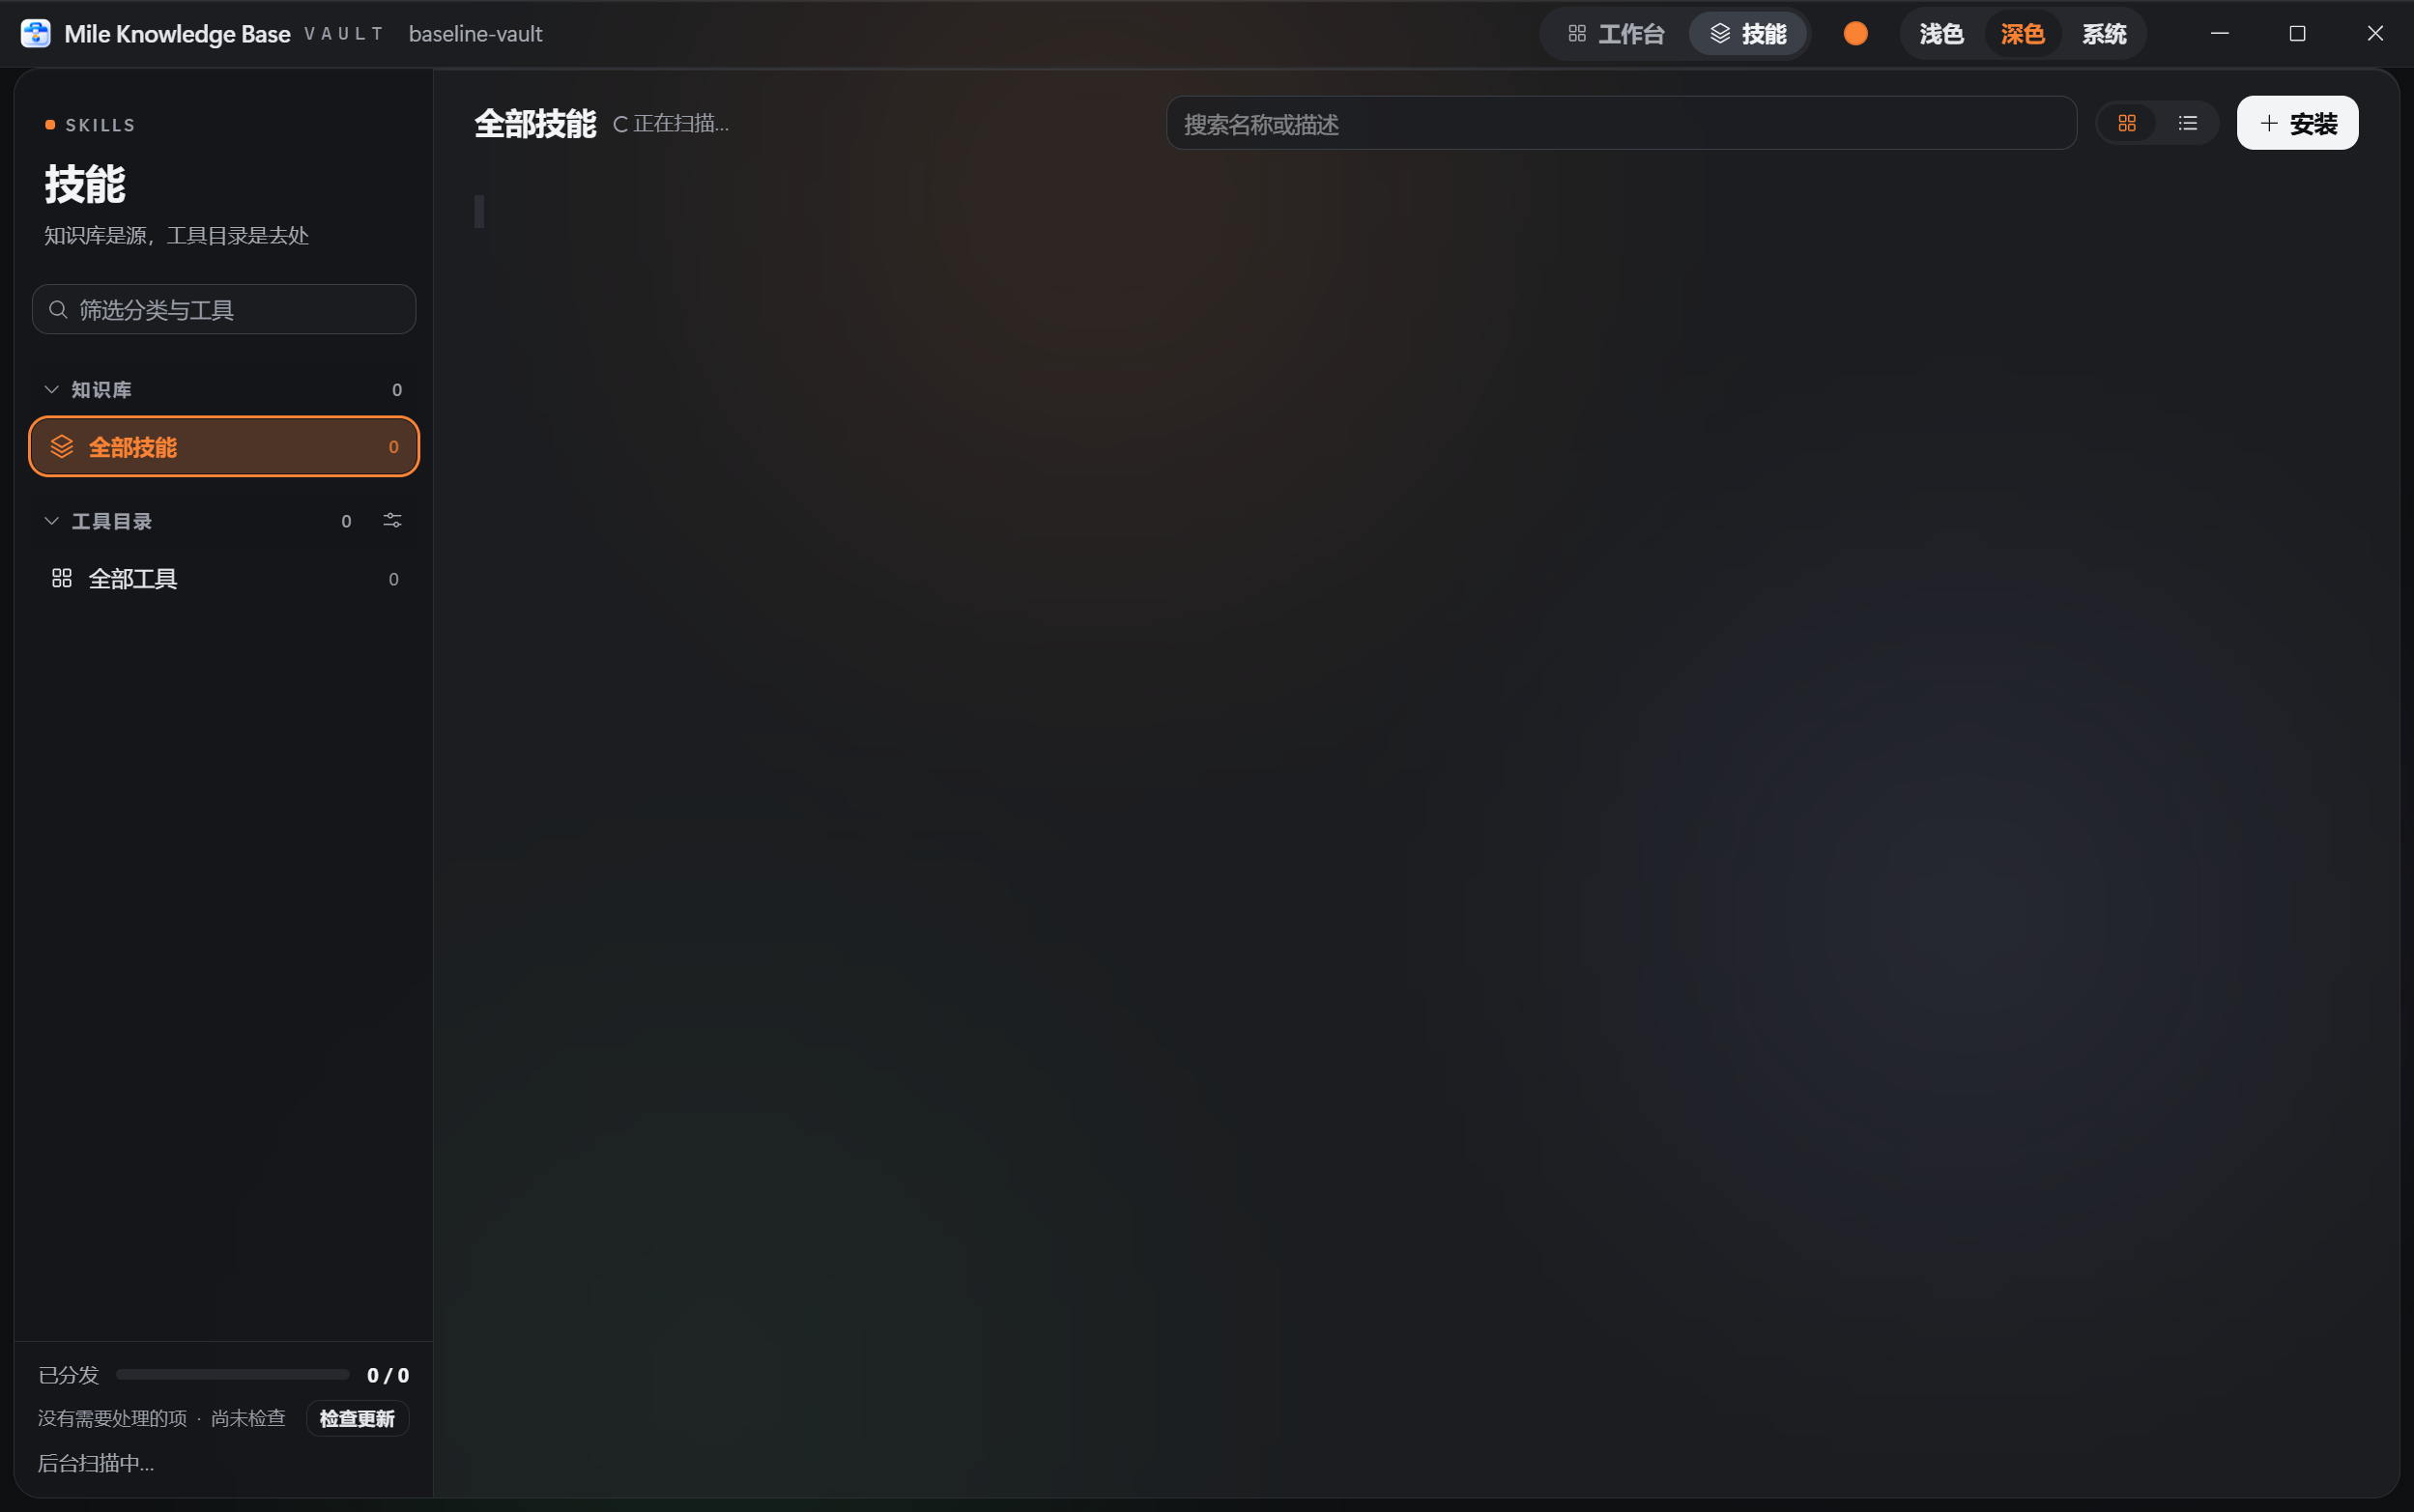 Mile Knowledge Base VAULT baseline-vault 工作台 技能 浅色 深色 系统
SKILLS
技能
知识库是源，工具目录是去处
筛选分类与工具
知识库 0
全部技能 0
工具目录 0
全部工具 0
已分发 0 / 0
没有需要处理的项 · 尚未检查 检查更新
后台扫描中...
全部技能 正在扫描... 搜索名称或描述 安装